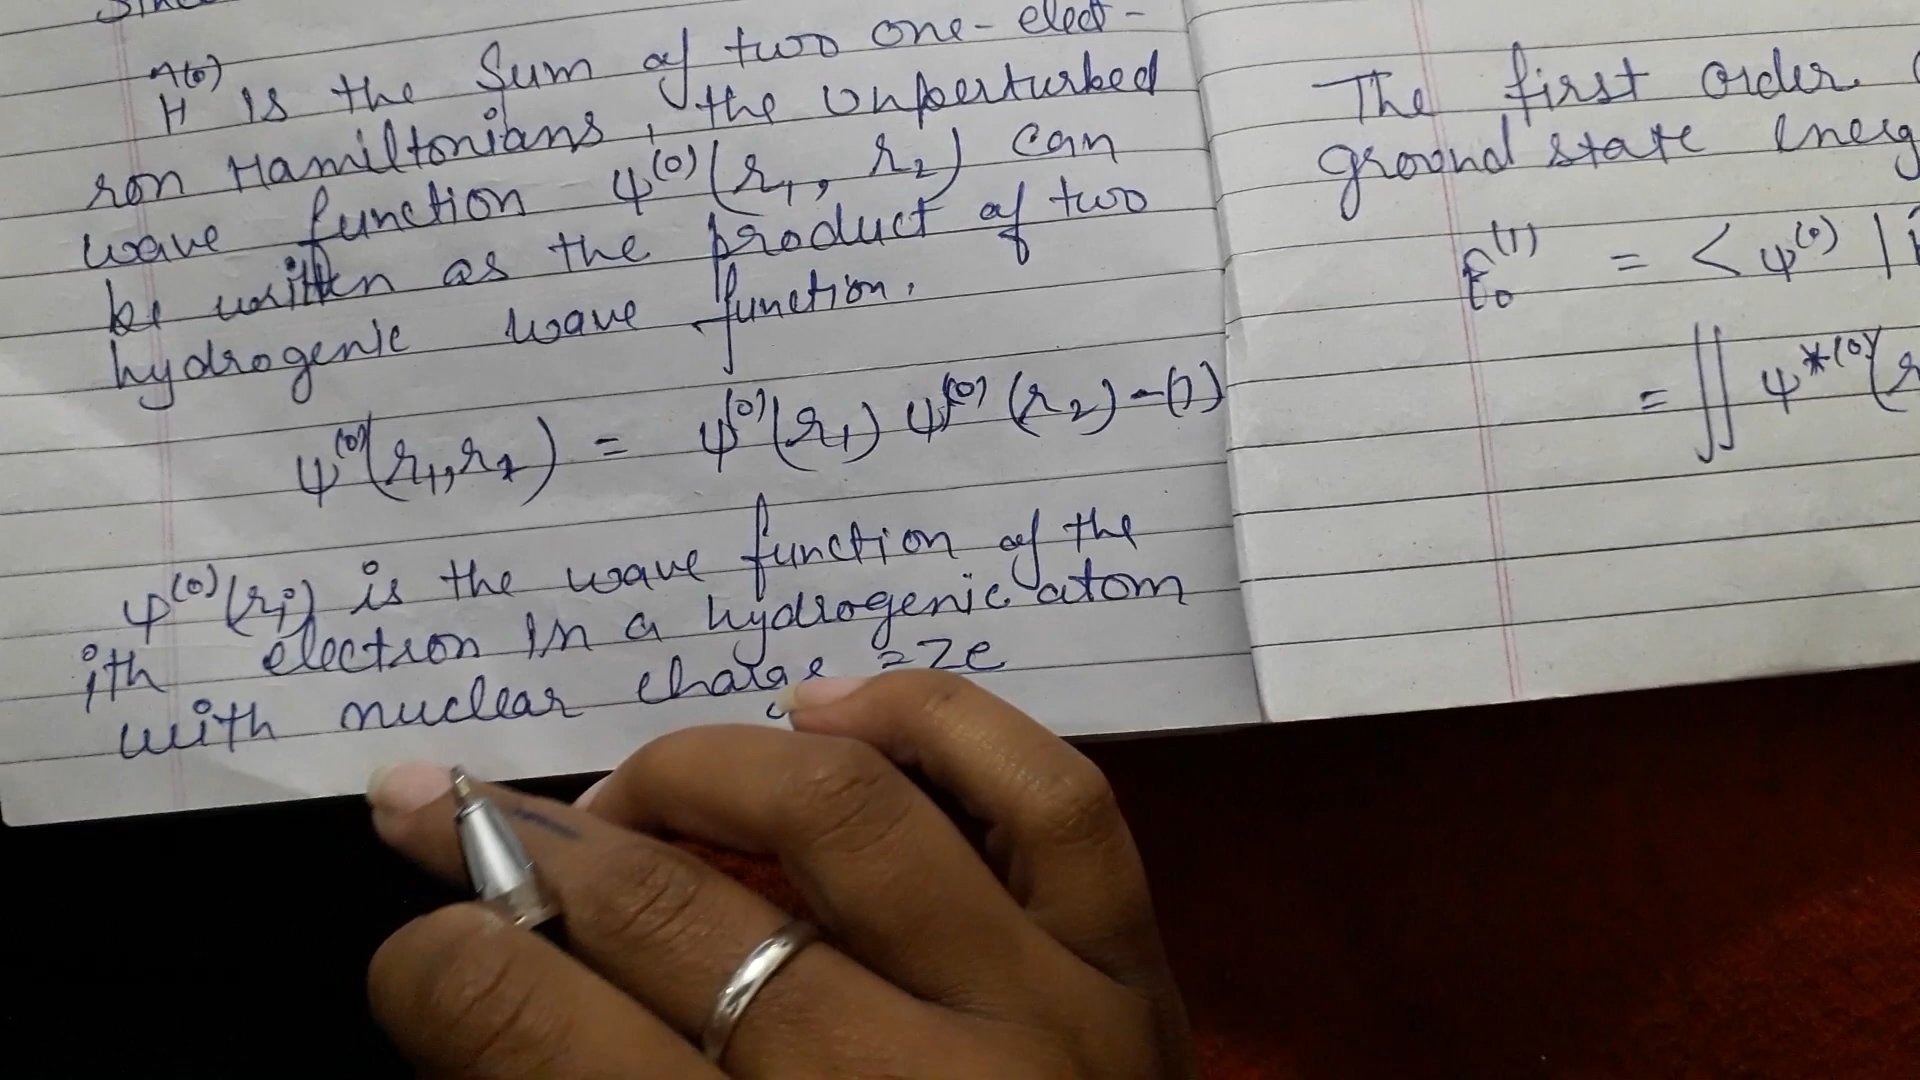 Ĥ⁽⁰⁾ is the Sum of two one-elect-
ron Hamiltonians, the Unperturbed
wave function ψ⁽⁰⁾(r₁, r₂) can
be written as the product of two
hydrogenic wave function.
ψ⁽⁰⁾(r₁, r₂) = ψ⁽⁰⁾(r₁) ψ⁽⁰⁾(r₂) -(7)
ψ⁽⁰⁾(rᵢ) is the wave function of the
ith electron in a hydrogenic atom
with nuclear charge = Ze
The first order
ground state
E₀⁽¹⁾ = < ψ⁽⁰⁾ |
= ∬ ψ*⁽⁰⁾(r